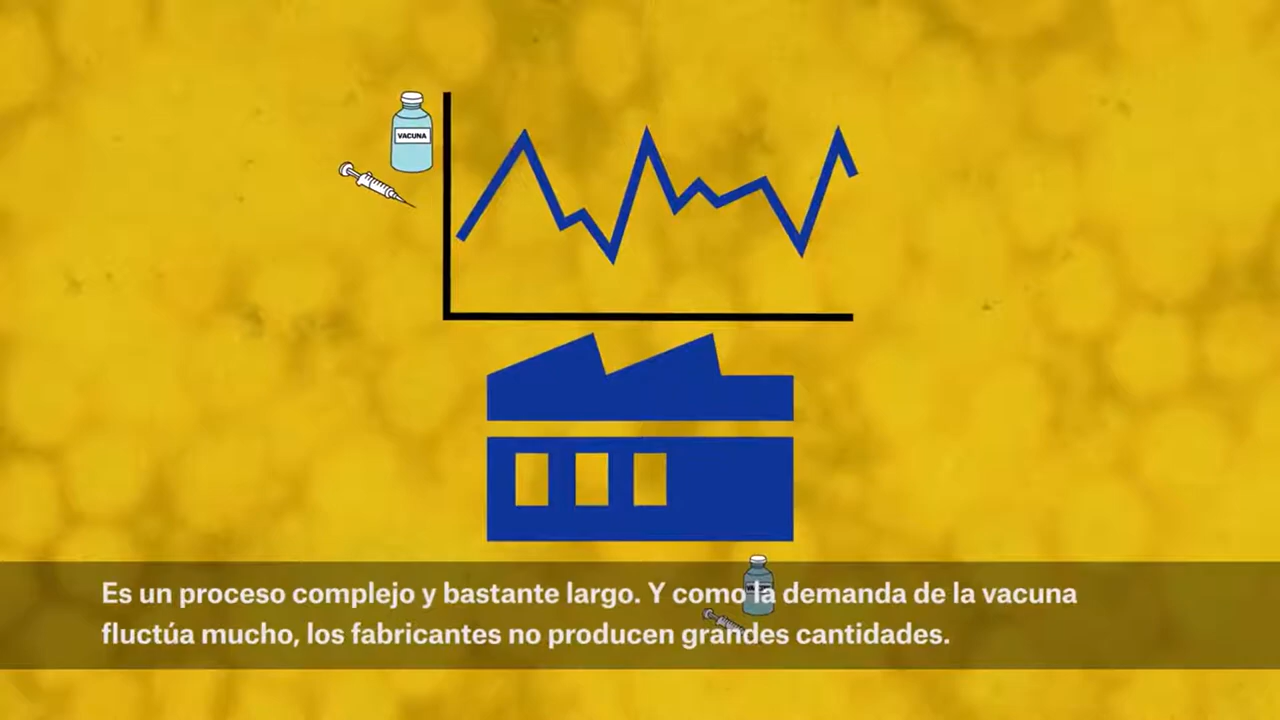 VACUNA
Es un proceso complejo y bastante largo. Y como la demanda de la vacuna
fluctúa mucho, los fabricantes no producen grandes cantidades.